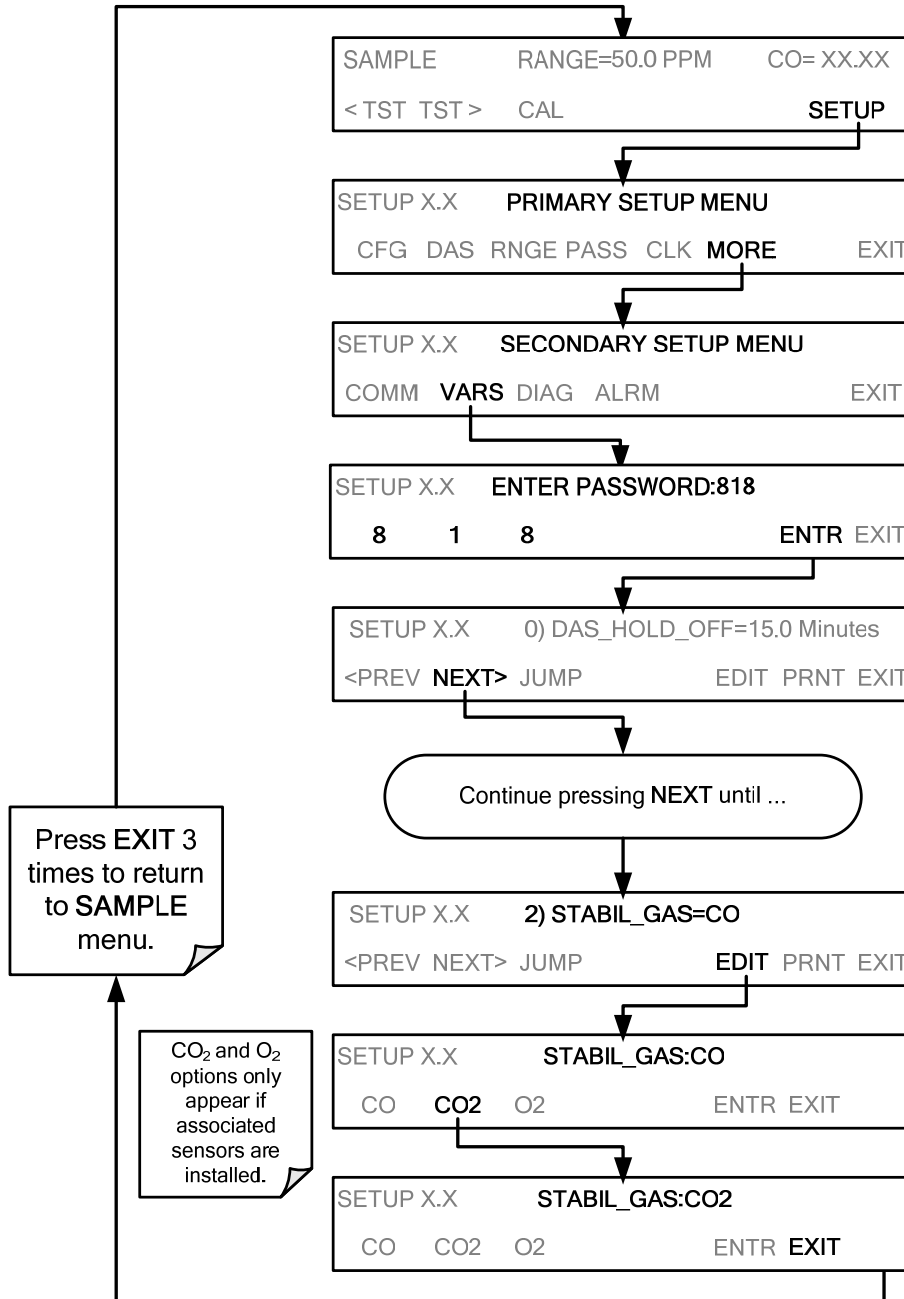 SAMPLE RANGE=50.0 PPM CO= XX.XX
< TST TST > CAL SETUP
SETUP X.X PRIMARY SETUP MENU
CFG DAS RNGE PASS CLK MORE EXIT
SETUP X.X SECONDARY SETUP MENU
COMM VARS DIAG ALRM EXIT
SETUP X.X ENTER PASSWORD:818
8 1 8 ENTR EXIT
SETUP X.X 0) DAS_HOLD_OFF=15.0 Minutes
<PREV NEXT> JUMP EDIT PRNT EXIT
Continue pressing NEXT until ...
Press EXIT 3
times to return
to SAMPLE
menu.
SETUP X.X 2) STABIL_GAS=CO
<PREV NEXT> JUMP EDIT PRNT EXIT
CO₂ and O₂
options only
appear if
associated
sensors are
installed.
SETUP X.X STABIL_GAS:CO
CO CO2 O2 ENTR EXIT
SETUP X.X STABIL_GAS:CO2
CO CO2 O2 ENTR EXIT